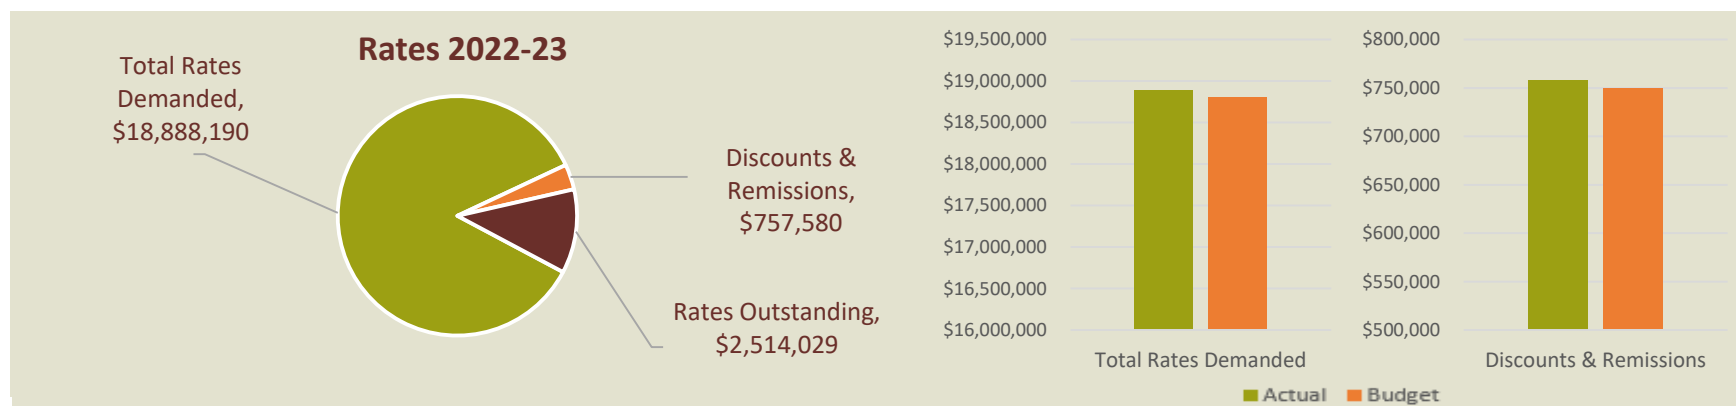 Rates 2022-23
Total Rates
Demanded,
$18,888,190
Discounts &
Remissions,
$757,580
Rates Outstanding,
$2,514,029
$19,500,000
$19,000,000
$18,500,000
$18,000,000
$17,500,000
$17,000,000
$16,500,000
$16,000,000
Total Rates Demanded
$800,000
$750,000
$700,000
$650,000
$600,000
$550,000
$500,000
Discounts & Remissions
Actual Budget